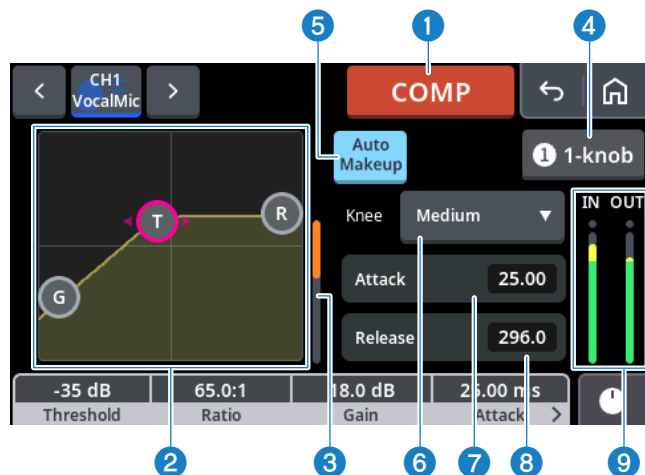 5 1 4
< CH1 VocalMic > COMP
Auto Makeup
1 1-knob
IN OUT
Knee Medium ▼
T R
Attack 25.00
G
Release 296.0
-35 dB 65.0:1 18.0 dB 25.00 ms
Threshold Ratio Gain Attack >
2 3 6 7 8 9